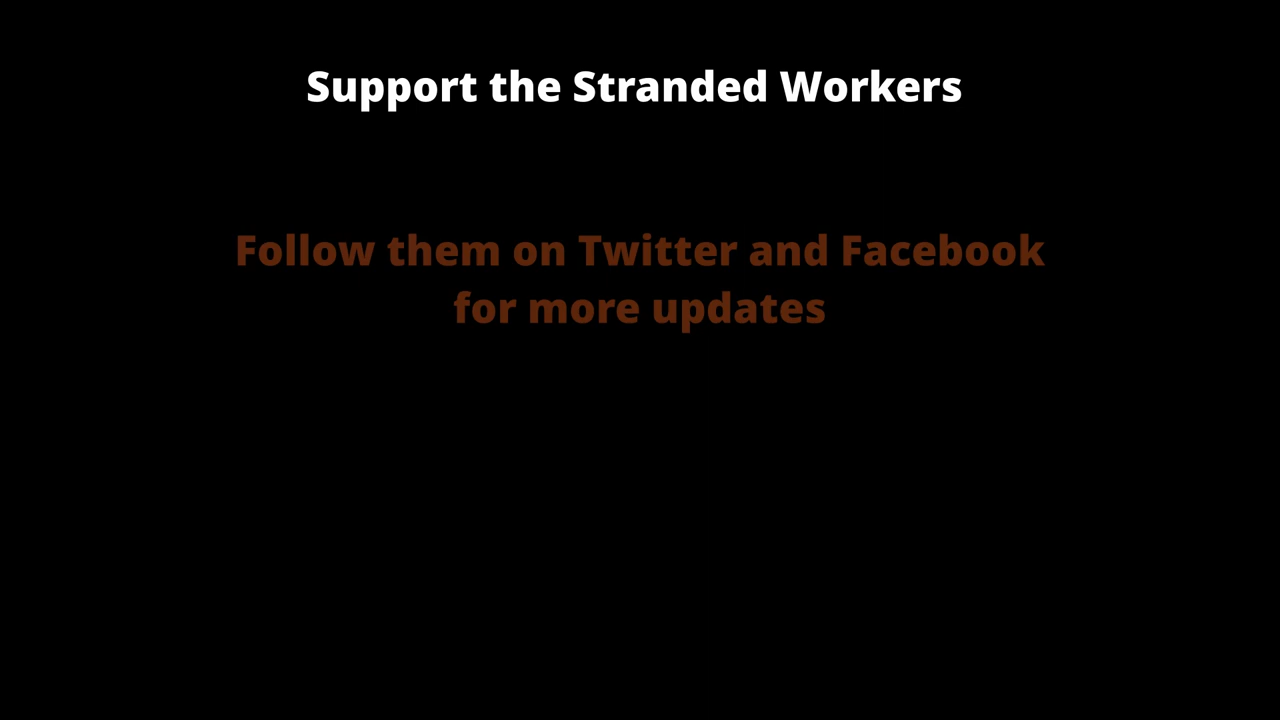 Support the Stranded Workers
Follow them on Twitter and Facebook
for more updates